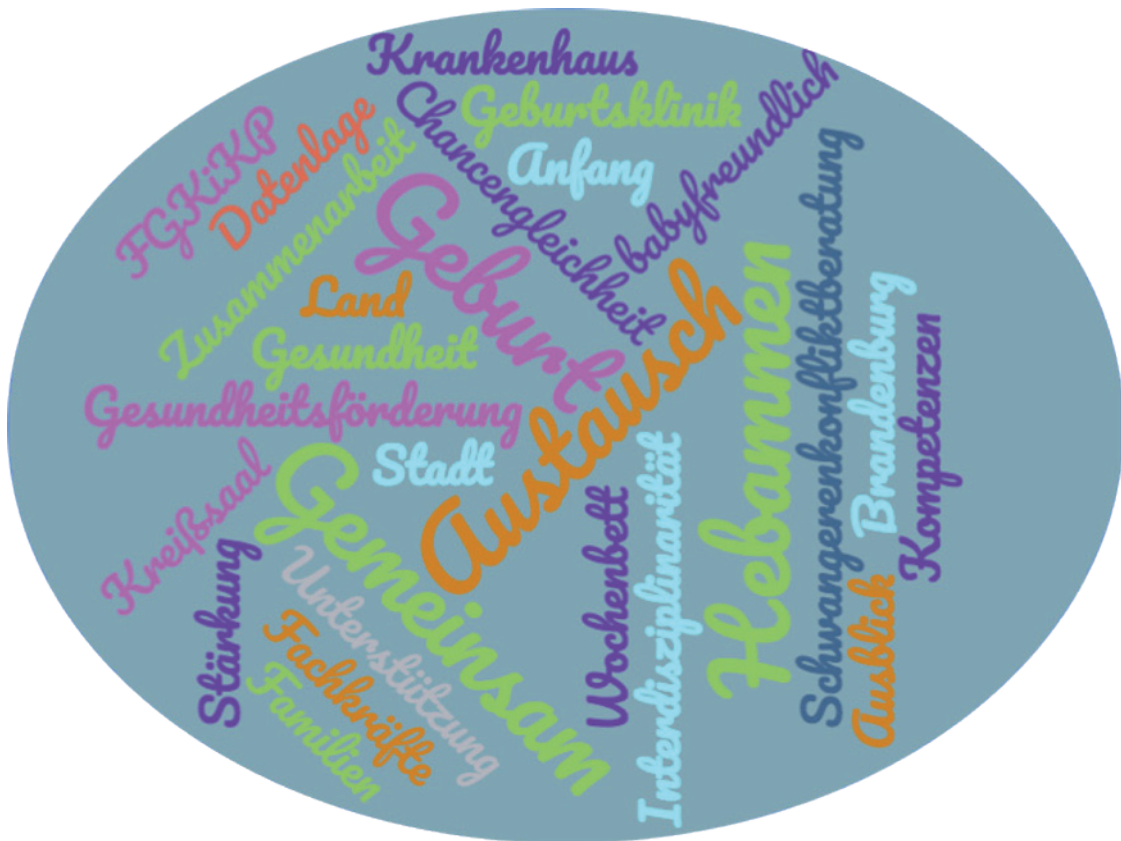 Krankenhaus
Geburtsklinik
Chancengleichheit
babyfreundlich
Anfang
FGKiKP
Datenlage
Zusammenarbeit
Geburt
Land
Gesundheit
Gesundheitsförderung
Austausch
Stadt
Hebammen
Schwangerenkonfliktberatung
Brandenburg
Kompetenzen
Kreißsaal
Gemeinsam
Stärkung
Unterstützung
Fachkräfte
Familien
Wochenbett
Interdisziplinarität
Ausblick